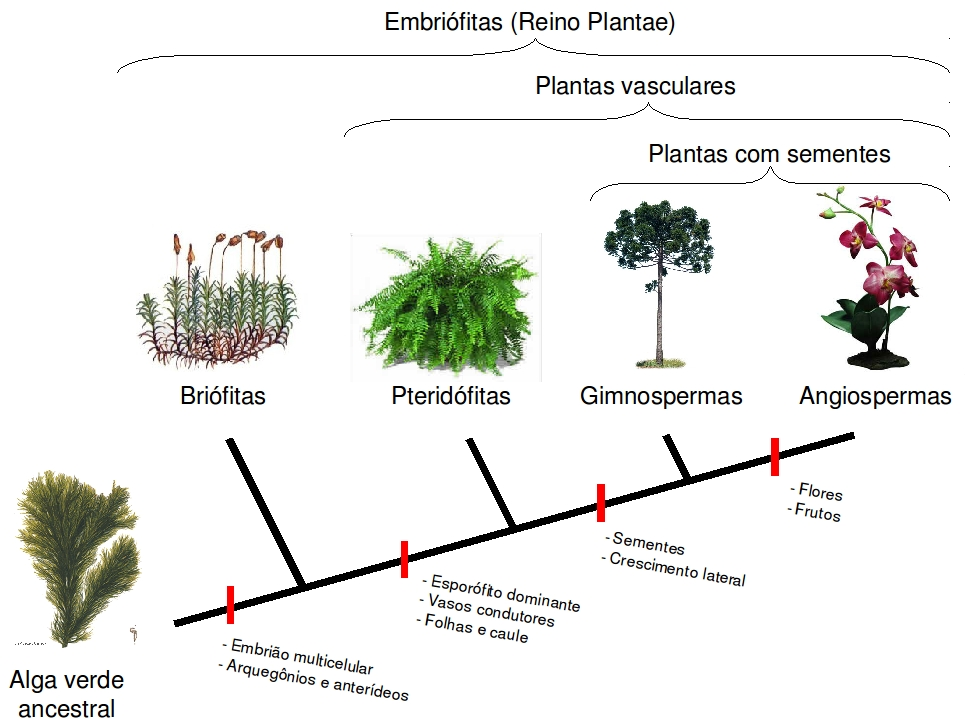 Embriófitas (Reino Plantae)
Plantas vasculares
Plantas com sementes
Briófitas
Pteridófitas
Gimnospermas
Angiospermas
- Flores
- Frutos
- Sementes
- Crescimento lateral
- Esporófito dominante
- Vasos condutores
- Folhas e caule
- Embrião multicelular
- Arquegônios e anterídeos
Alga verde
ancestral